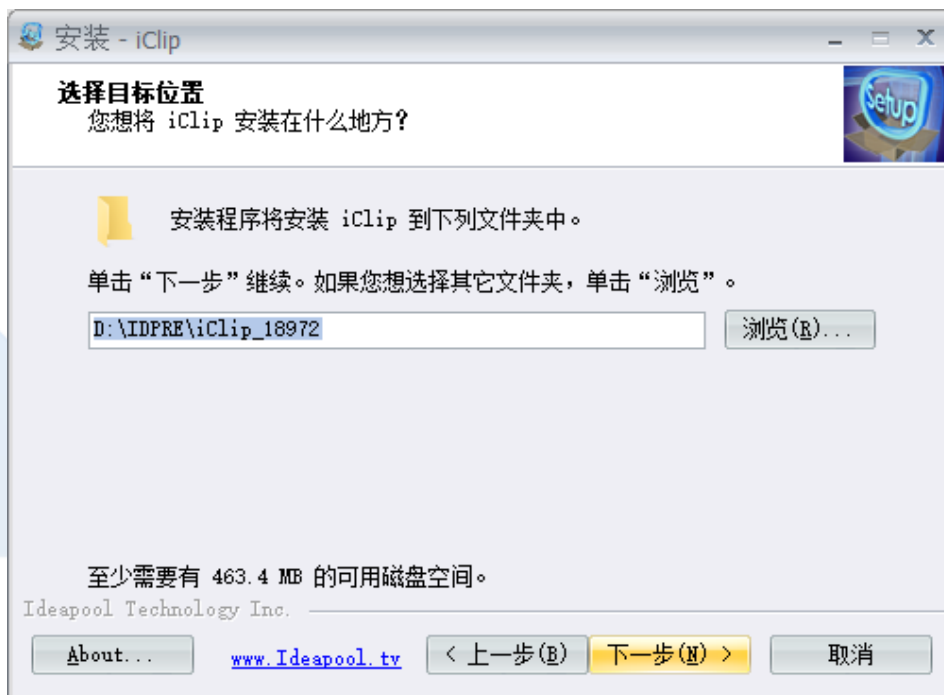 安装 - iClip
选择目标位置
您想将 iClip 安装在什么地方?
Setup
安装程序将安装 iClip 到下列文件夹中。
单击“下一步”继续。如果您想选择其它文件夹，单击“浏览”。
D:\IDPRE\iClip_18972
浏览(R)...
至少需要有 463.4 MB 的可用磁盘空间。
Ideapool Technology Inc.
About... www.Ideapool.tv < 上一步(B) 下一步(N) > 取消